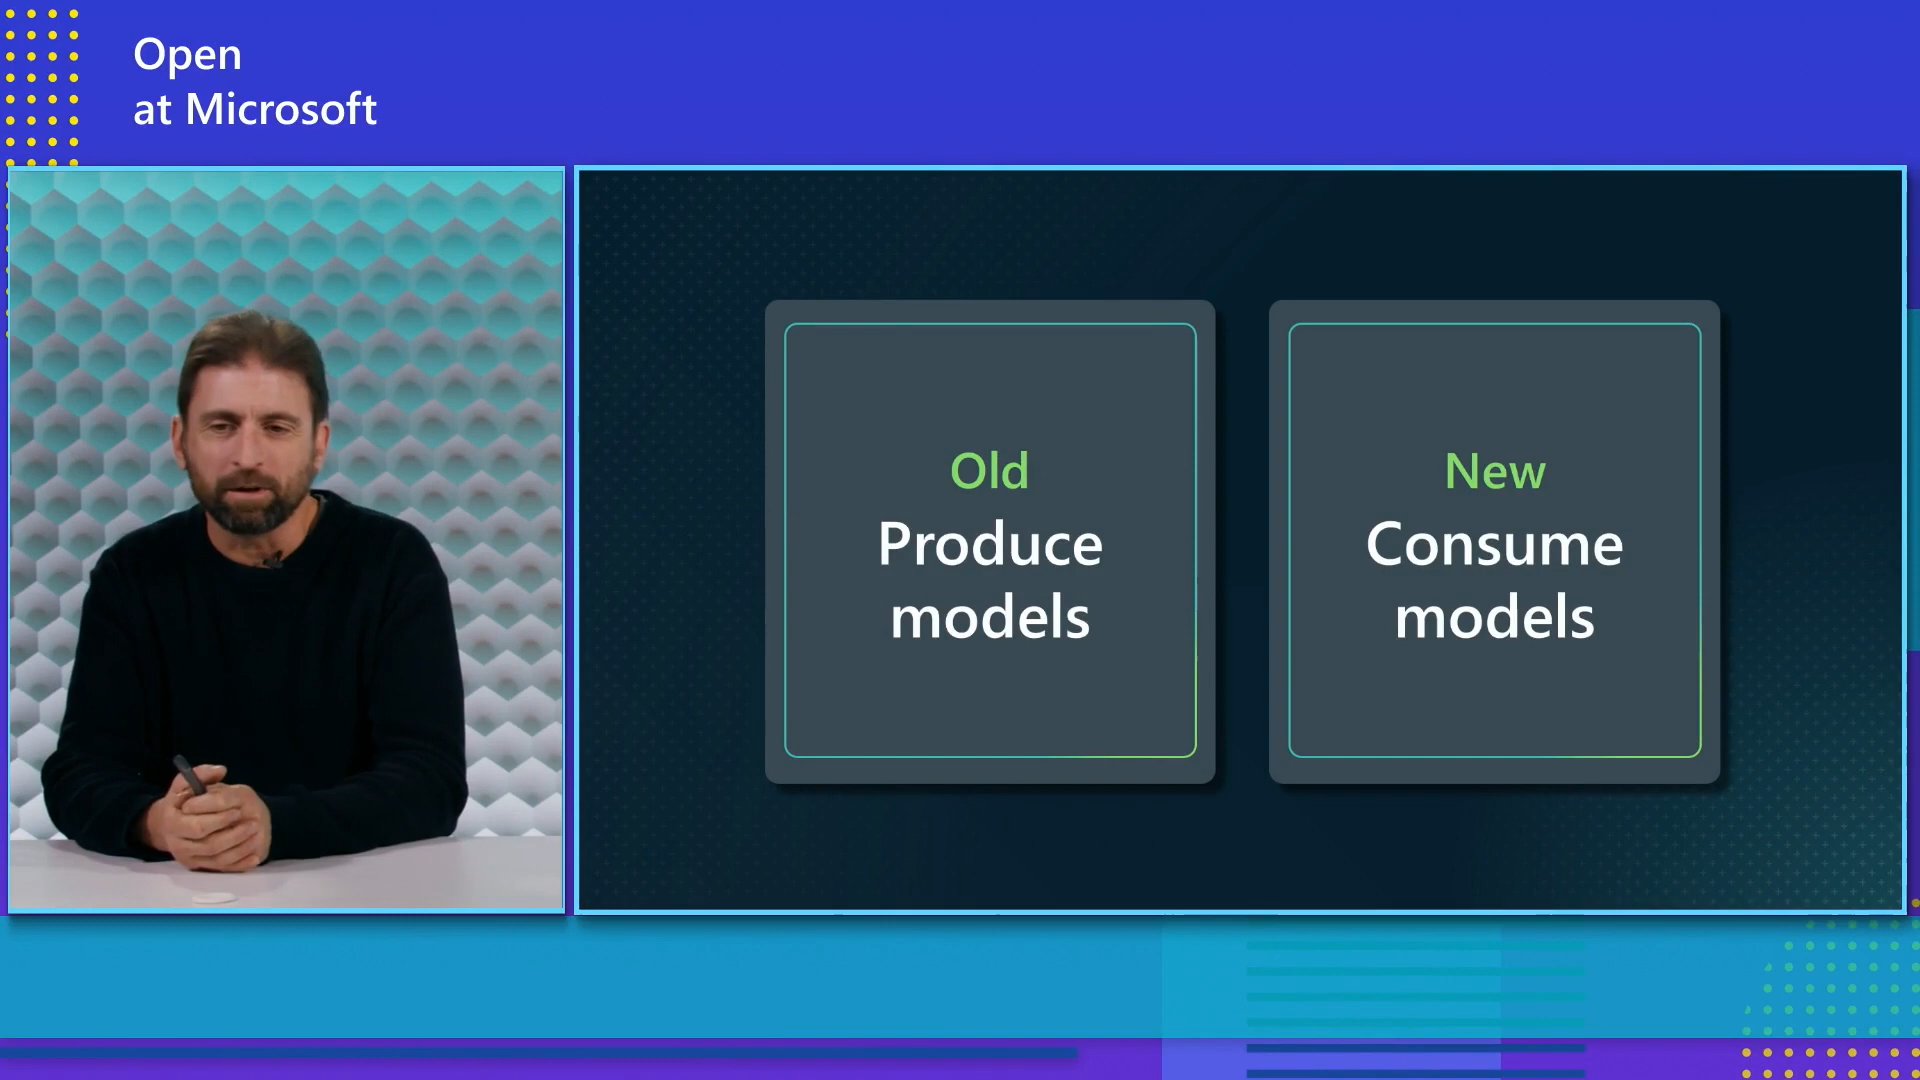 Open
at Microsoft
Old
Produce
models
New
Consume
models